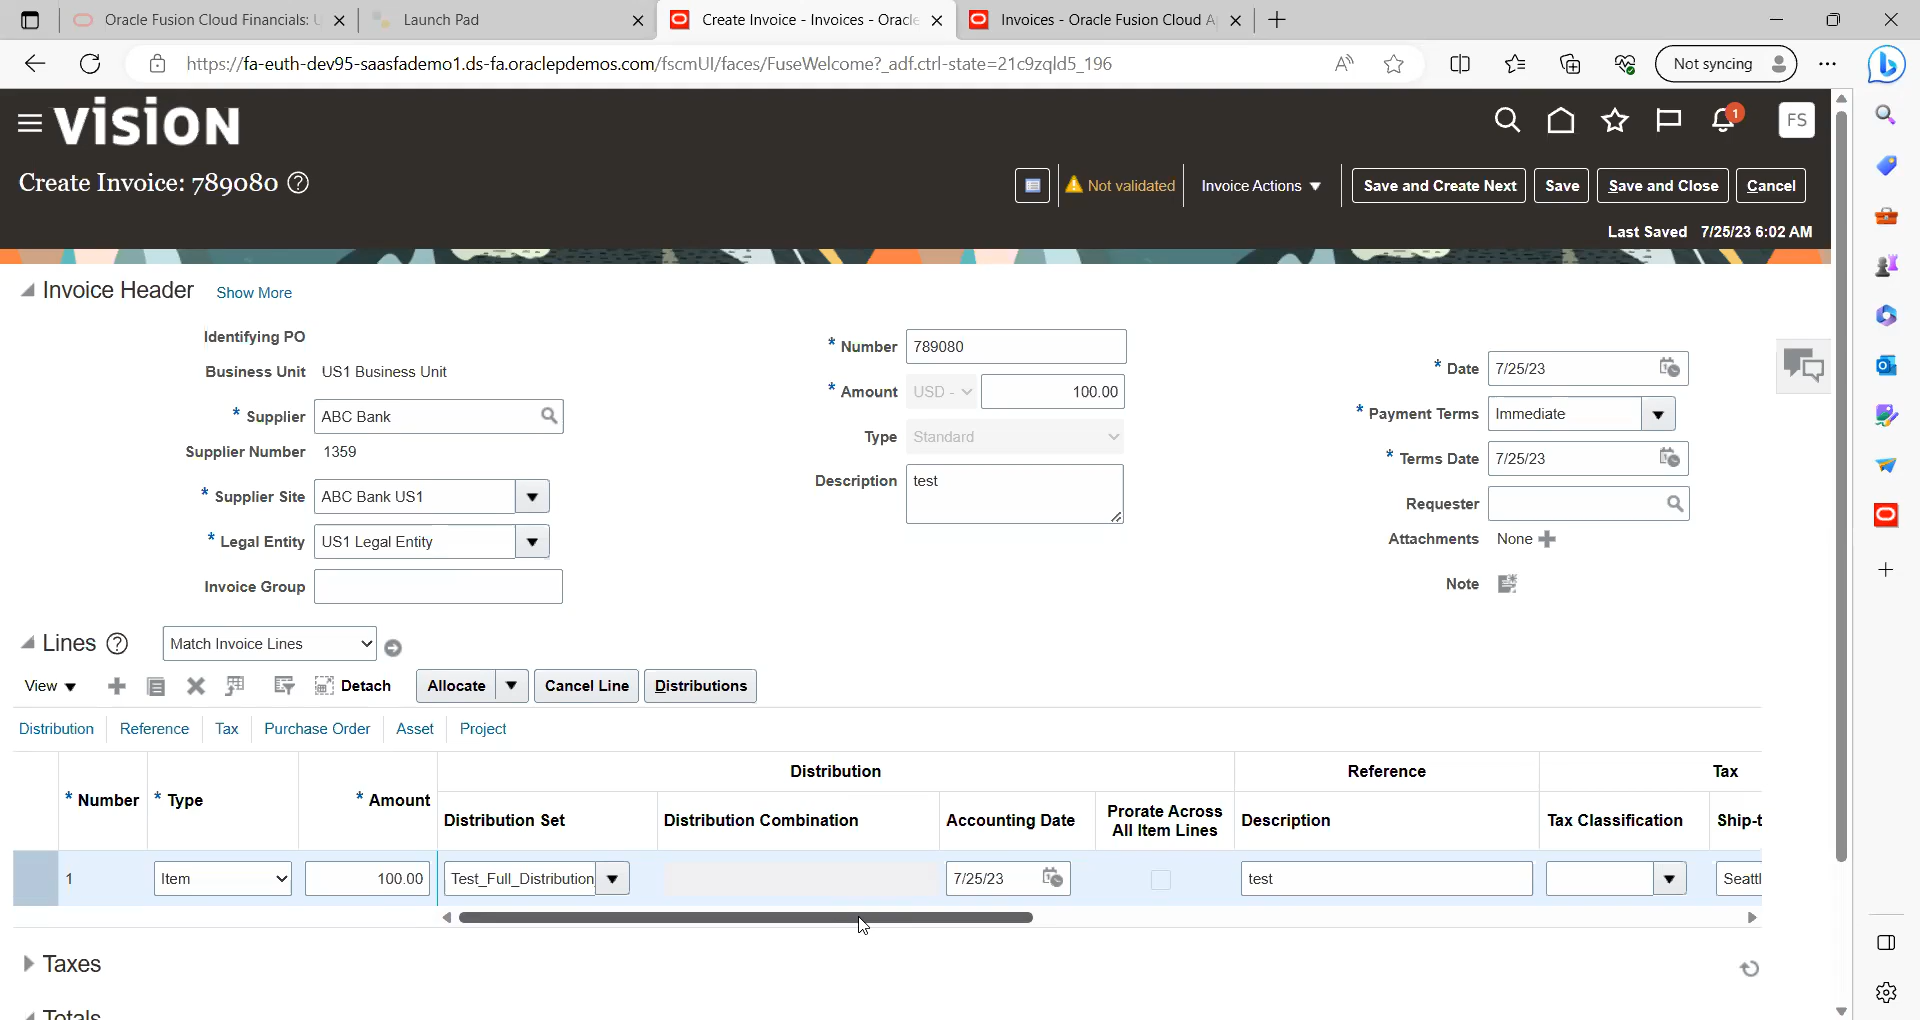 Oracle Fusion Cloud Financials:
Launch Pad
Create Invoice - Invoices - Oracle
Invoices - Oracle Fusion Cloud A
https://fa-euth-dev95-saasfademo1.ds-fa.oraclepdemos.com/fscmUI/faces/FuseWelcome?_adf.ctrl-state=21c9zqld5_196
Not syncing
vision
1
FS
Create Invoice: 789080
Not validated
Invoice Actions
Save and Create Next
Save
Save and Close
Cancel
Last Saved 7/25/23 6:02 AM
Invoice Header Show More
Identifying PO
Business Unit US1 Business Unit
* Supplier ABC Bank
Supplier Number 1359
* Supplier Site ABC Bank US1
* Legal Entity US1 Legal Entity
Invoice Group
* Number 789080
* Amount USD - 100.00
Type Standard
Description test
* Date 7/25/23
* Payment Terms Immediate
* Terms Date 7/25/23
Requester
Attachments None
Note
Lines Match Invoice Lines
View Detach Allocate Cancel Line Distributions
Distribution Reference Tax Purchase Order Asset Project
Distribution Reference Tax
* Number * Type * Amount Distribution Set Distribution Combination Accounting Date Prorate Across All Item Lines Description Tax Classification Ship-t
1 Item 100.00 Test_Full_Distribution 7/25/23 test Seattl
Taxes
Totals